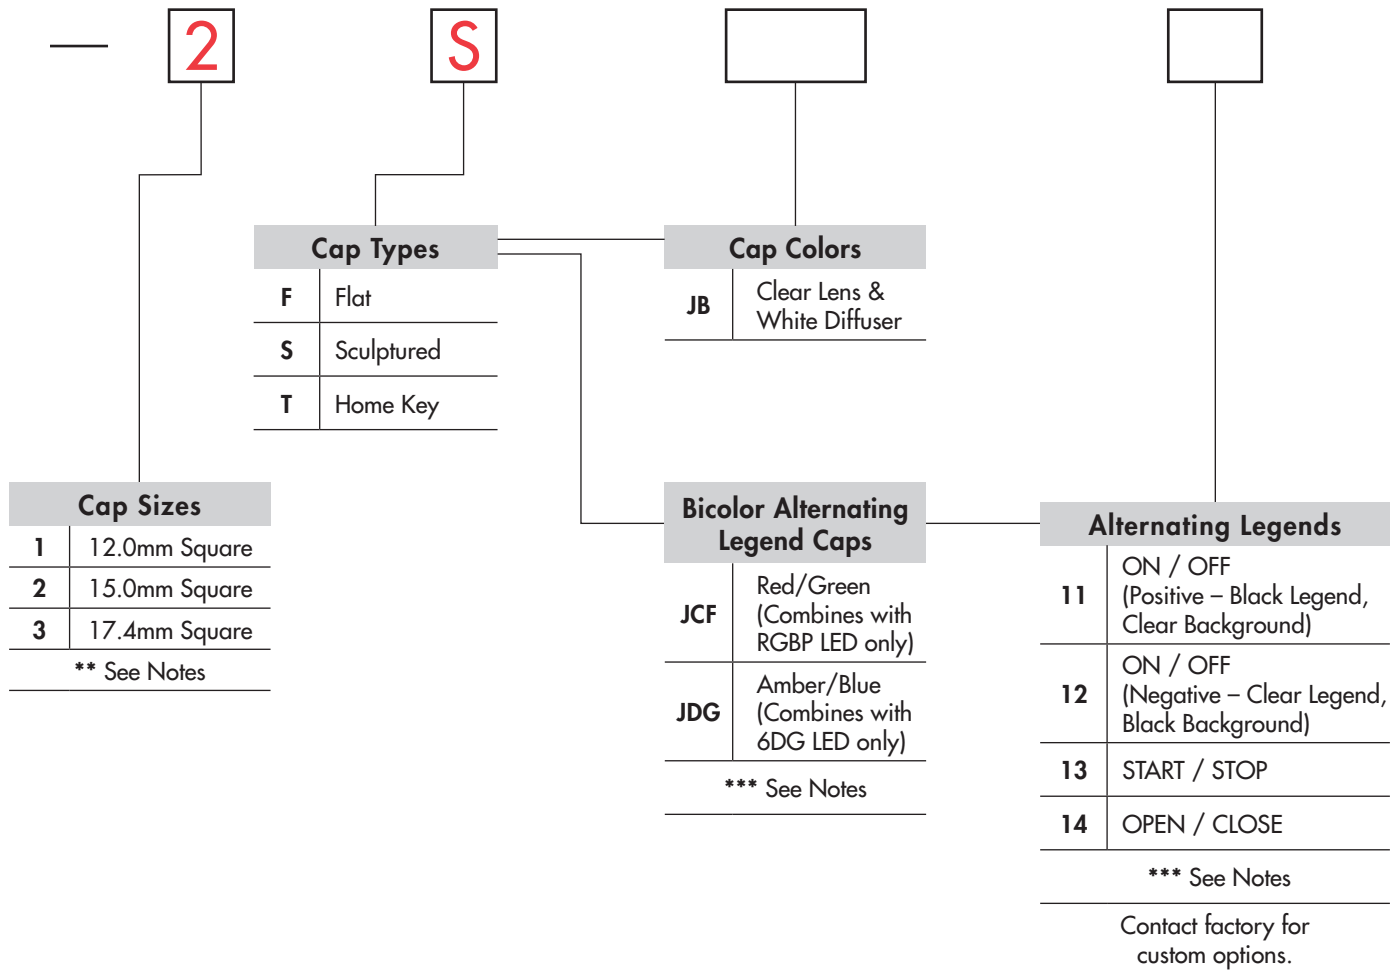 — 2 S
Cap Types
F Flat
S Sculptured
T Home Key
Cap Colors
JB Clear Lens &
White Diffuser
Cap Sizes
1 12.0mm Square
2 15.0mm Square
3 17.4mm Square
** See Notes
Bicolor Alternating
Legend Caps
JCF Red/Green
(Combines with
RGBP LED only)
JDG Amber/Blue
(Combines with
6DG LED only)
*** See Notes
Alternating Legends
11 ON / OFF
(Positive – Black Legend,
Clear Background)
12 ON / OFF
(Negative – Clear Legend,
Black Background)
13 START / STOP
14 OPEN / CLOSE
*** See Notes
Contact factory for
custom options.